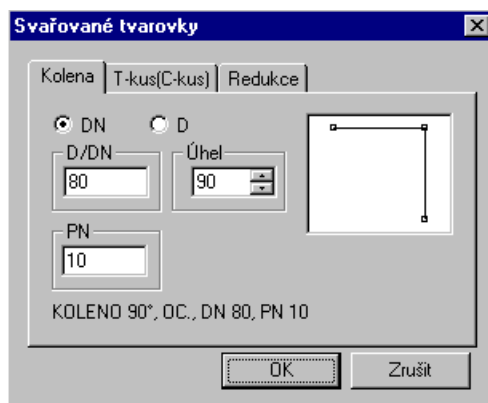 Svařované tvarovky
Kolena T-kus(C-kus) Redukce
DN D
D/DN Úhel
80 90
PN
10
KOLENO 90°, OC., DN 80, PN 10
OK Zrušit